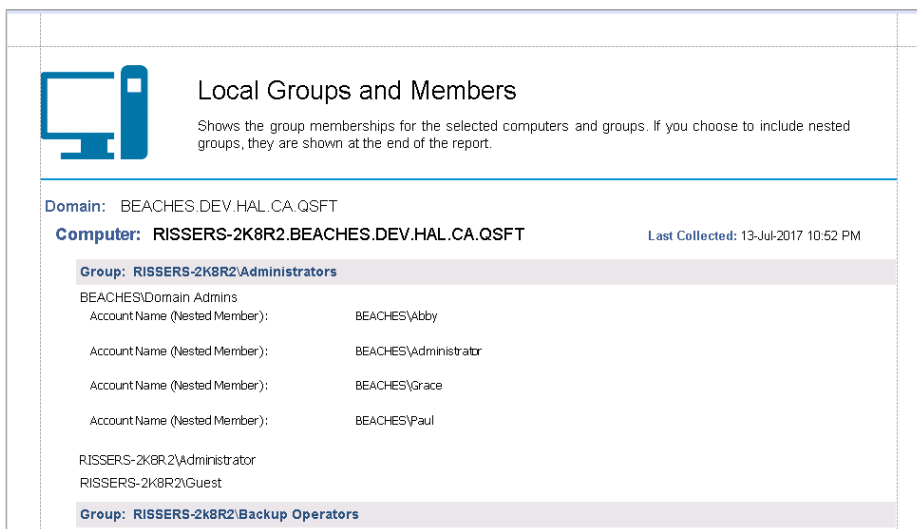 Local Groups and Members
Shows the group memberships for the selected computers and groups. If you choose to include nested
groups, they are shown at the end of the report.
Domain: BEACHES.DEV.HAL.CA.QSFT
Computer: RISSERS-2K8R2.BEACHES.DEV.HAL.CA.QSFT Last Collected: 13-Jul-2017 10:52 PM
Group: RISSERS-2K8R2\Administrators
BEACHES\Domain Admins
Account Name (Nested Member): BEACHES\Abby
Account Name (Nested Member): BEACHES\Administrator
Account Name (Nested Member): BEACHES\Grace
Account Name (Nested Member): BEACHES\Paul
RISSERS-2K8R2\Administrator
RISSERS-2K8R2\Guest
Group: RISSERS-2k8R2\Backup Operators